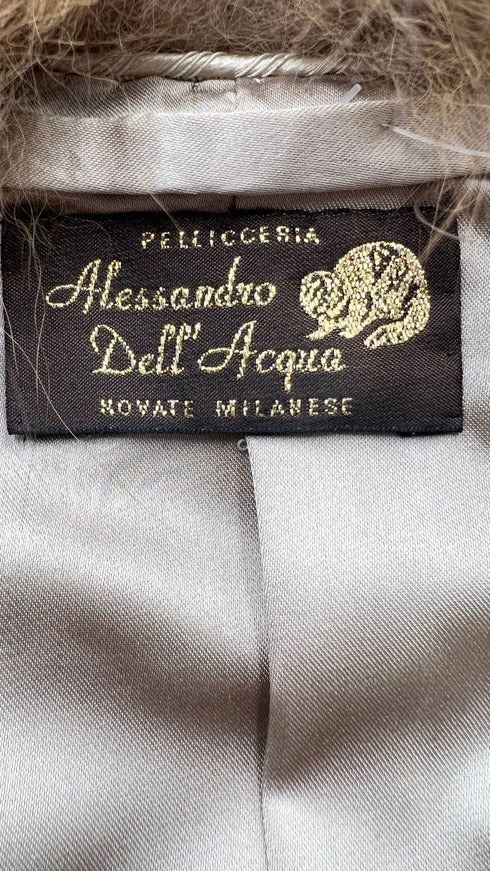 PELLICCERIA
Alessandro
Dell' Acqua
NOVATE MILANESE